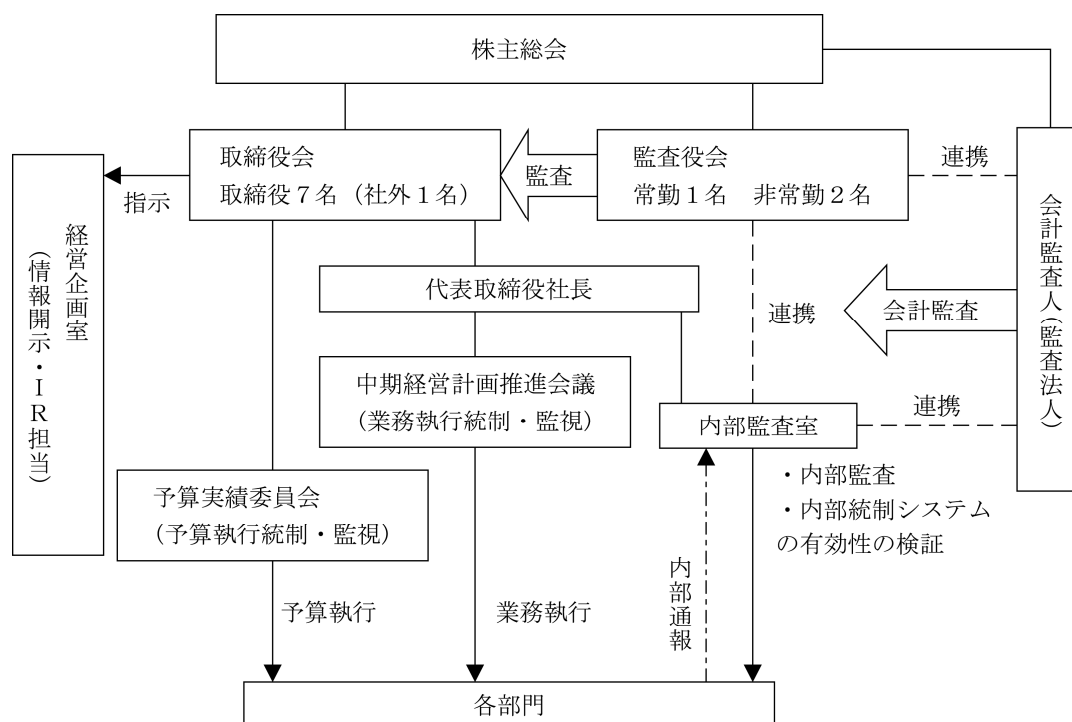 株主総会
取締役会
取締役7名（社外1名）
監査
監査役会
常勤1名　非常勤2名
連携
指示
経営企画室
（情報開示・IR担当）
会計監査人（監査法人）
代表取締役社長
連携
会計監査
中期経営計画推進会議
（業務執行統制・監視）
内部監査室
連携
予算実績委員会
（予算執行統制・監視）
・内部監査
・内部統制システム
の有効性の検証
予算執行
業務執行
内部通報
各部門